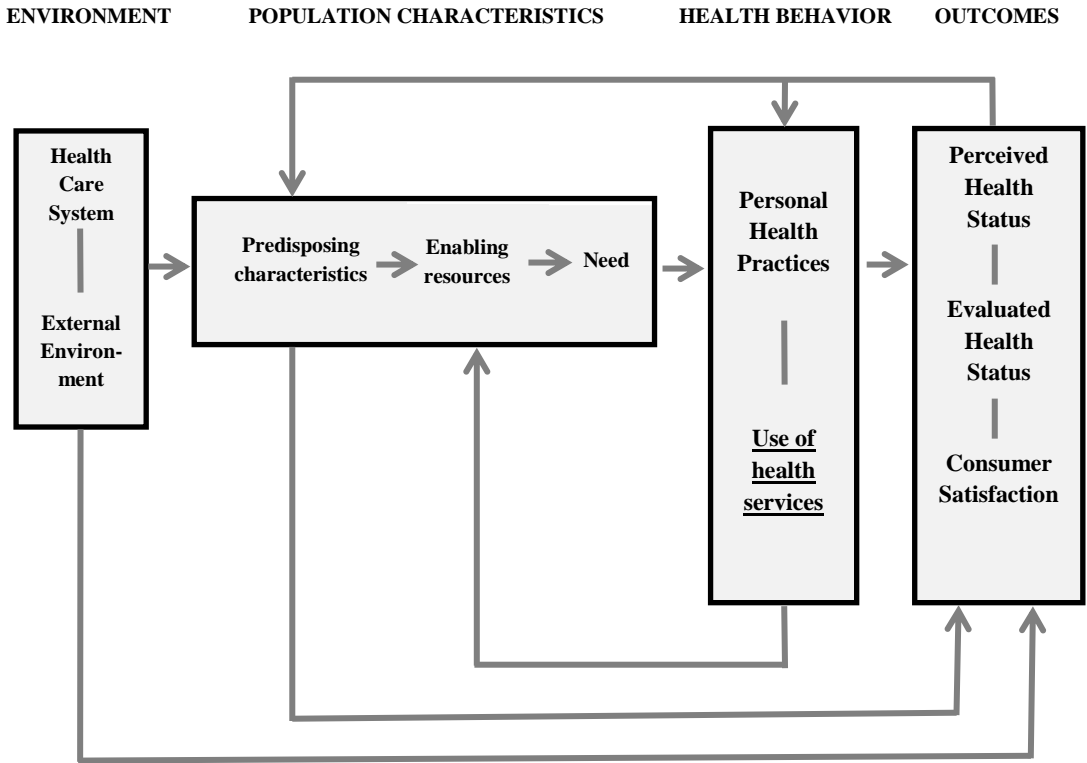 ENVIRONMENT
POPULATION CHARACTERISTICS
HEALTH BEHAVIOR
OUTCOMES
Health
Care
System
External
Environ-
ment
Predisposing
characteristics
Enabling
resources
Need
Personal
Health
Practices
Use of
health
services
Perceived
Health
Status
Evaluated
Health
Status
Consumer
Satisfaction